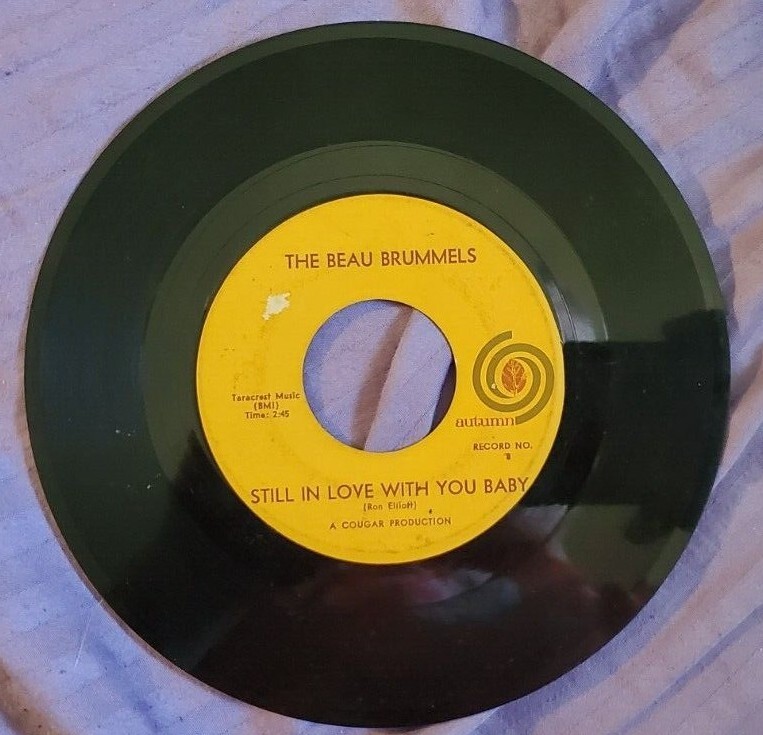 THE BEAU BRUMMELS
Taracrest Music
(BMI)
Time: 2:45
autumn
RECORD NO.
8
STILL IN LOVE WITH YOU BABY
(Ron Elliott)
A COUGAR PRODUCTION